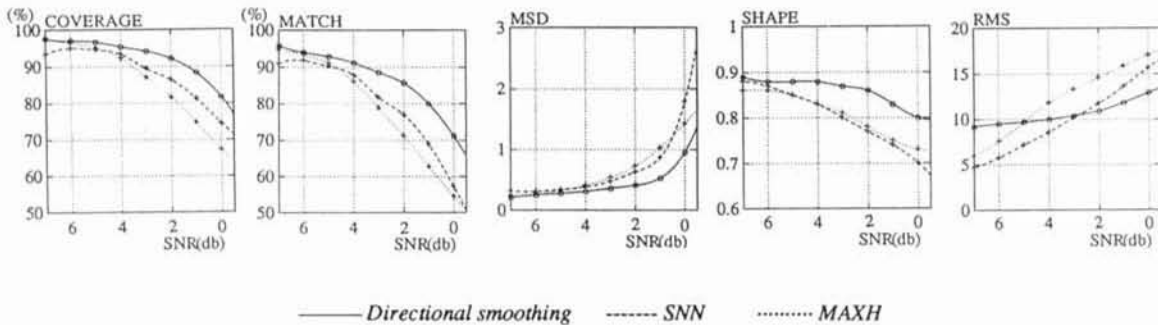 (%) COVERAGE
100
90
80
70
60
50
6 4 2 0
SNR(db)
(%) MATCH
100
90
80
70
60
50
6 4 2 0
SNR(db)
MSD
3
2
1
0
6 4 2 0
SNR(db)
SHAPE
1
0.9
0.8
0.7
0.6
6 4 2 0
SNR(db)
RMS
20
15
10
5
0
6 4 2 0
SNR(db)
Directional smoothing SNN MAXH